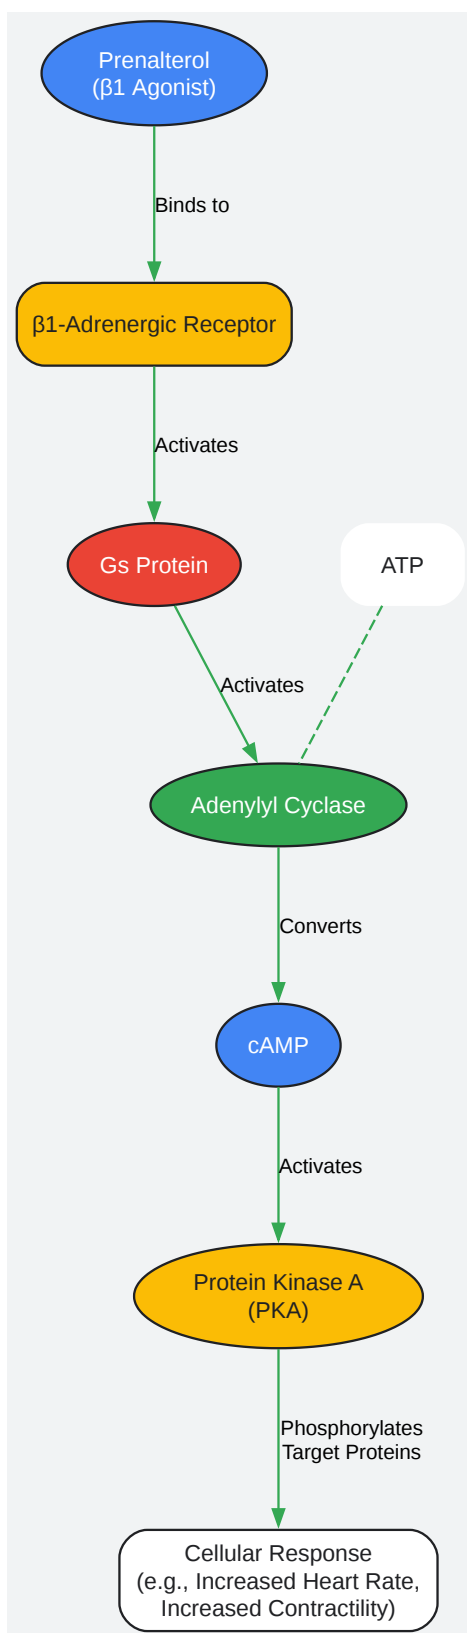 Prenalterol
(β1 Agonist)
Binds to
β1-Adrenergic Receptor
Activates
Gs Protein
ATP
Activates
Adenylyl Cyclase
Converts
cAMP
Activates
Protein Kinase A
(PKA)
Phosphorylates
Target Proteins
Cellular Response
(e.g., Increased Heart Rate,
Increased Contractility)